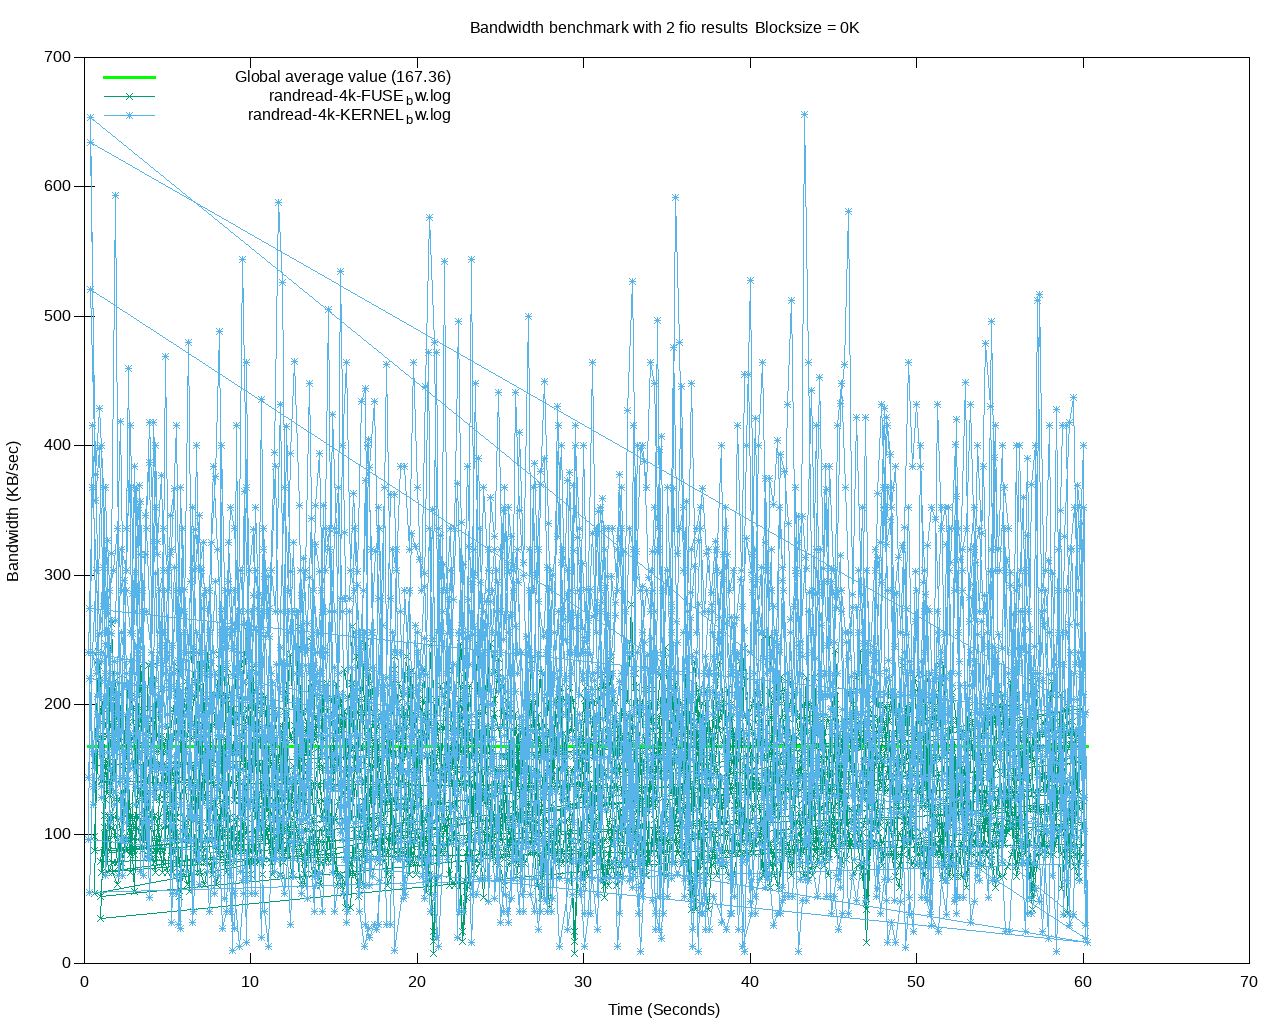 Bandwidth benchmark with 2 fio results Blocksize = 0K
700
600
500
400
300
200
100
0
Bandwidth (KB/sec)
Global average value (167.36)
randread-4k-FUSEbw.log
randread-4k-KERNELbw.log
0 10 20 30 40 50 60 70
Time (Seconds)